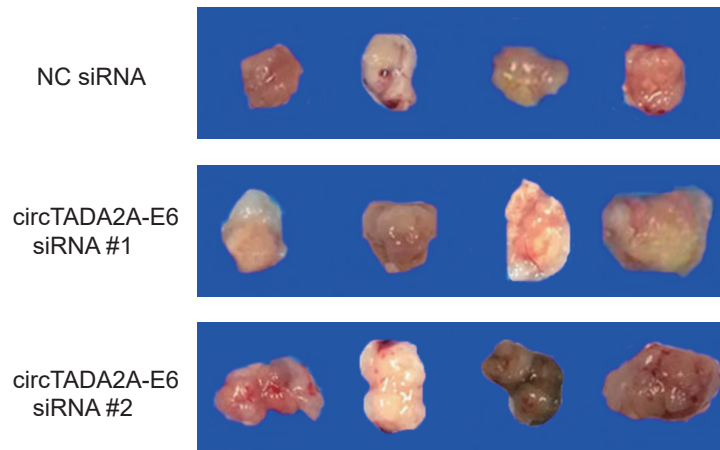 NC siRNA
circTADA2A-E6
siRNA #1
circTADA2A-E6
siRNA #2